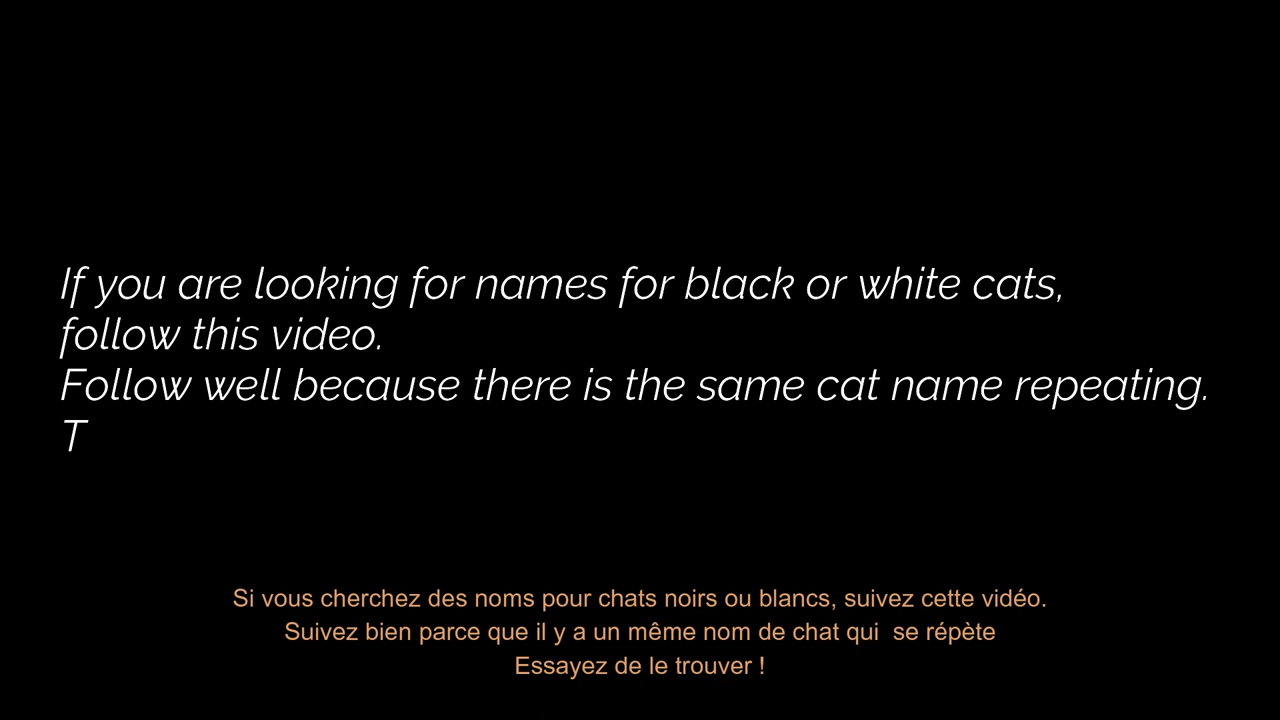 If you are looking for names for black or white cats,
follow this video.
Follow well because there is the same cat name repeating.
T
Si vous cherchez des noms pour chats noirs ou blancs, suivez cette vidéo.
Suivez bien parce que il y a un même nom de chat qui  se répète
Essayez de le trouver !